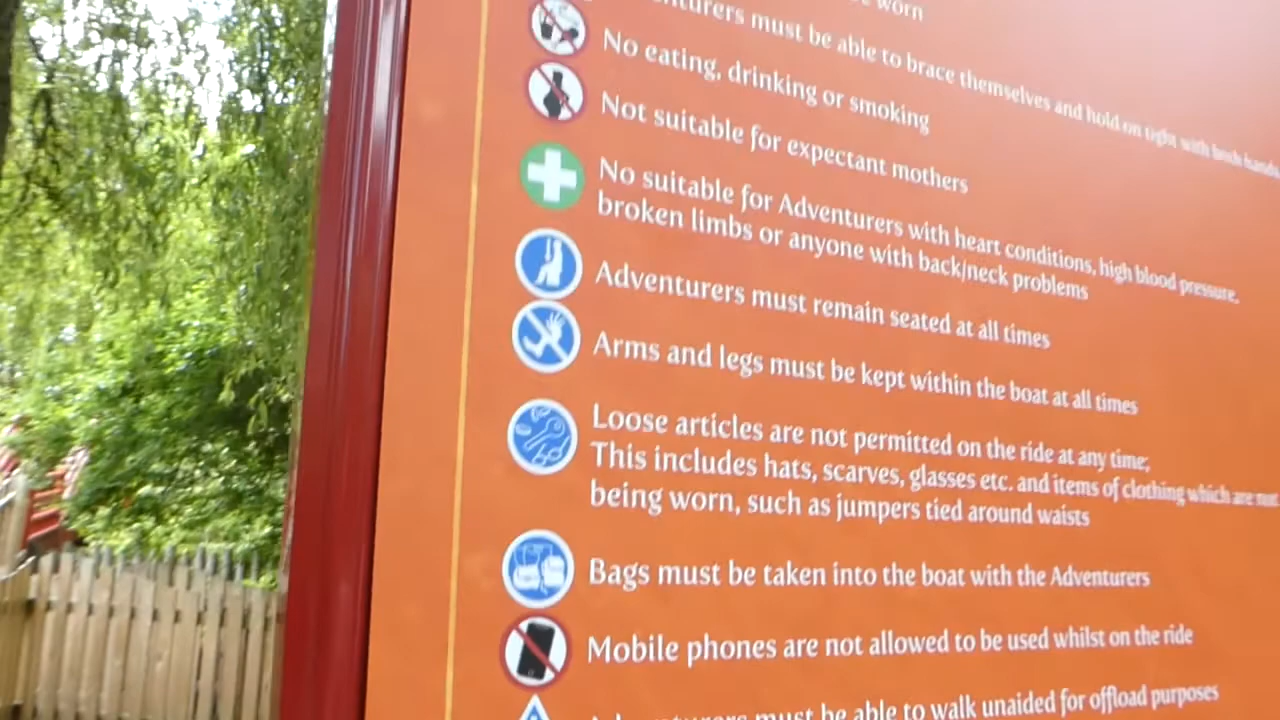 be worn
must be able to brace themselves and hold on tight with both hands
No eating, drinking or smoking
Not suitable for expectant mothers
No suitable for Adventurers with heart conditions, high blood pressure,
broken limbs or anyone with back/neck problems
Adventurers must remain seated at all times
Arms and legs must be kept within the boat at all times
Loose articles are not permitted on the ride at any time;
This includes hats, scarves, glasses etc. and items of clothing which are not
being worn, such as jumpers tied around waists
Bags must be taken into the boat with the Adventurers
Mobile phones are not allowed to be used whilst on the ride
Adventurers must be able to walk unaided for offload purposes